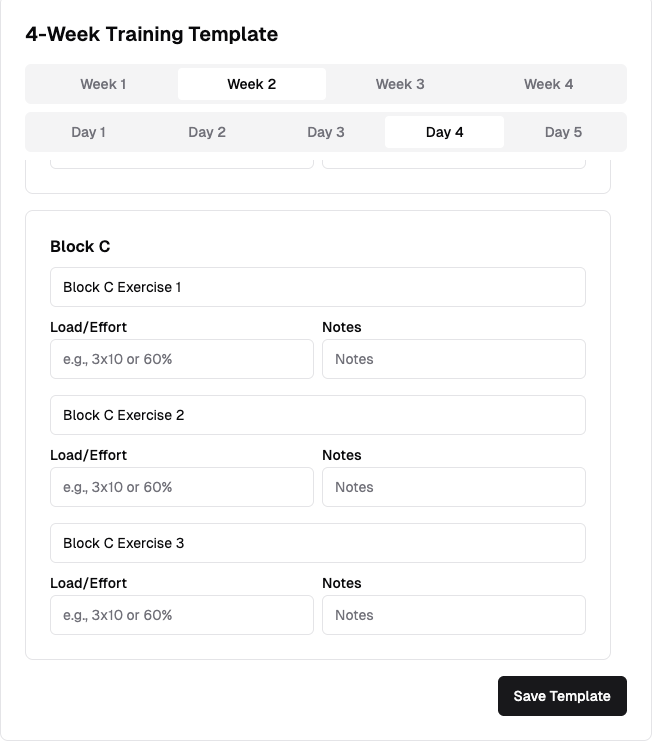 4-Week Training Template
Week 1 Week 2 Week 3 Week 4
Day 1 Day 2 Day 3 Day 4 Day 5
Block C
Block C Exercise 1
Load/Effort Notes
e.g., 3x10 or 60% Notes
Block C Exercise 2
Load/Effort Notes
e.g., 3x10 or 60% Notes
Block C Exercise 3
Load/Effort Notes
e.g., 3x10 or 60% Notes
Save Template